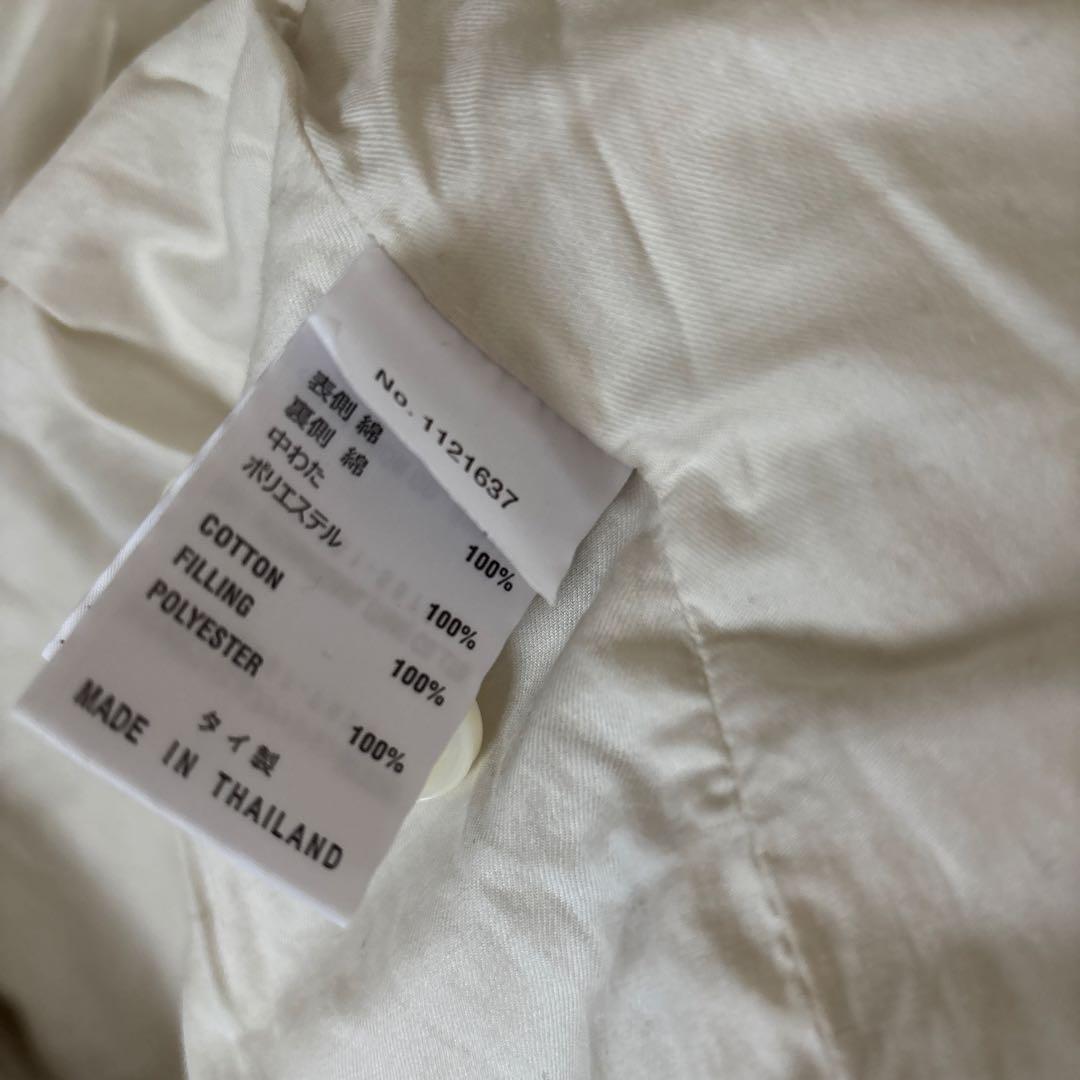 No.1121637
表側 綿
裏側 綿 100%
中わた
ポリエステル 100%
COTTON 100%
FILLING
POLYESTER 100%
タイ製
MADE IN THAILAND